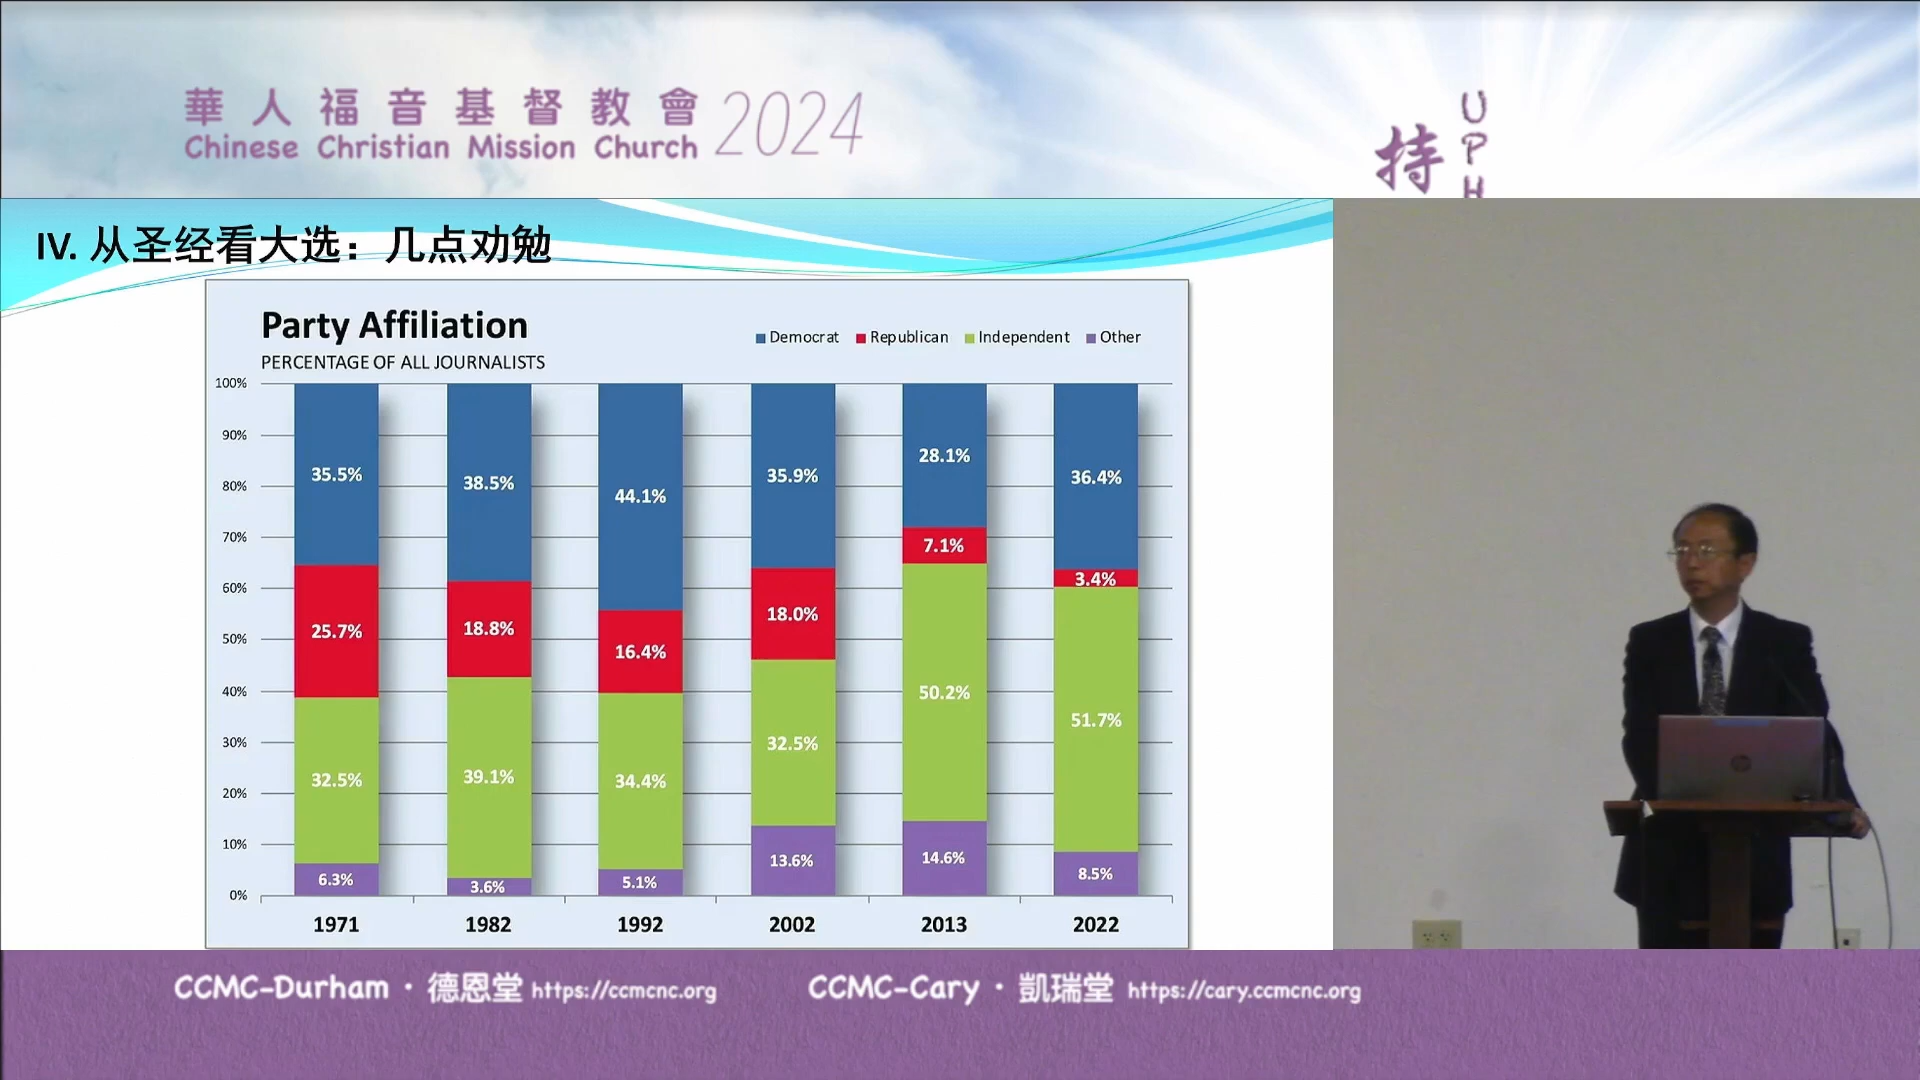 華人福音基督教會 2024
Chinese Christian Mission Church
持
UPH
IV. 从圣经看大选：几点劝勉
Party Affiliation
PERCENTAGE OF ALL JOURNALISTS
Democrat Republican Independent Other
100%
90%
80%
70%
60%
50%
40%
30%
20%
10%
0%
35.5% 38.5% 44.1% 35.9% 28.1% 36.4%
25.7% 18.8% 16.4% 18.0% 7.1% 3.4%
32.5% 39.1% 34.4% 32.5% 50.2% 51.7%
6.3% 3.6% 5.1% 13.6% 14.6% 8.5%
1971 1982 1992 2002 2013 2022
CCMC-Durham · 德恩堂 https://ccmcnc.org
CCMC-Cary · 凱瑞堂 https://cary.ccmcnc.org